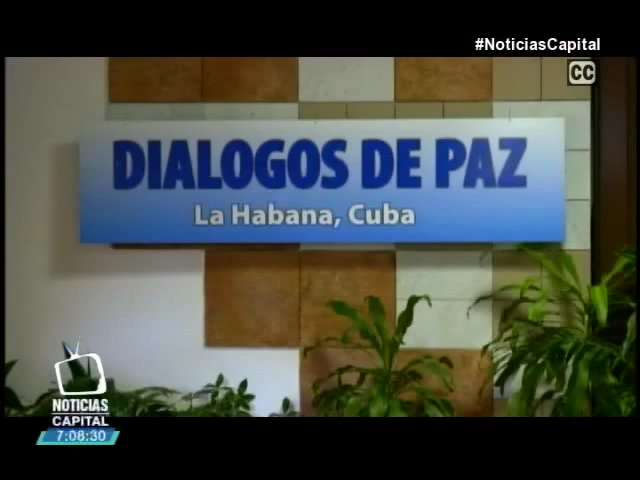 #NoticiasCapital
CC
DIALOGOS DE PAZ
La Habana, Cuba
NOTICIAS
CAPITAL
7:08:30